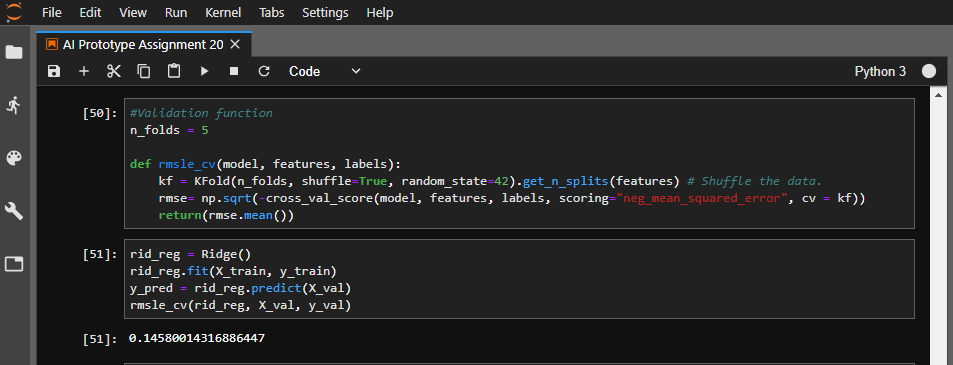 File Edit View Run Kernel Tabs Settings Help
AI Prototype Assignment 20
Code
Python 3
[50]: #Validation function
n_folds = 5
def rmsle_cv(model, features, labels):
kf = KFold(n_folds, shuffle=True, random_state=42).get_n_splits(features) # Shuffle the data.
rmse= np.sqrt(-cross_val_score(model, features, labels, scoring="neg_mean_squared_error", cv = kf))
return(rmse.mean())
[51]: rid_reg = Ridge()
rid_reg.fit(X_train, y_train)
y_pred = rid_reg.predict(X_val)
rmsle_cv(rid_reg, X_val, y_val)
[51]: 0.14580014316886447